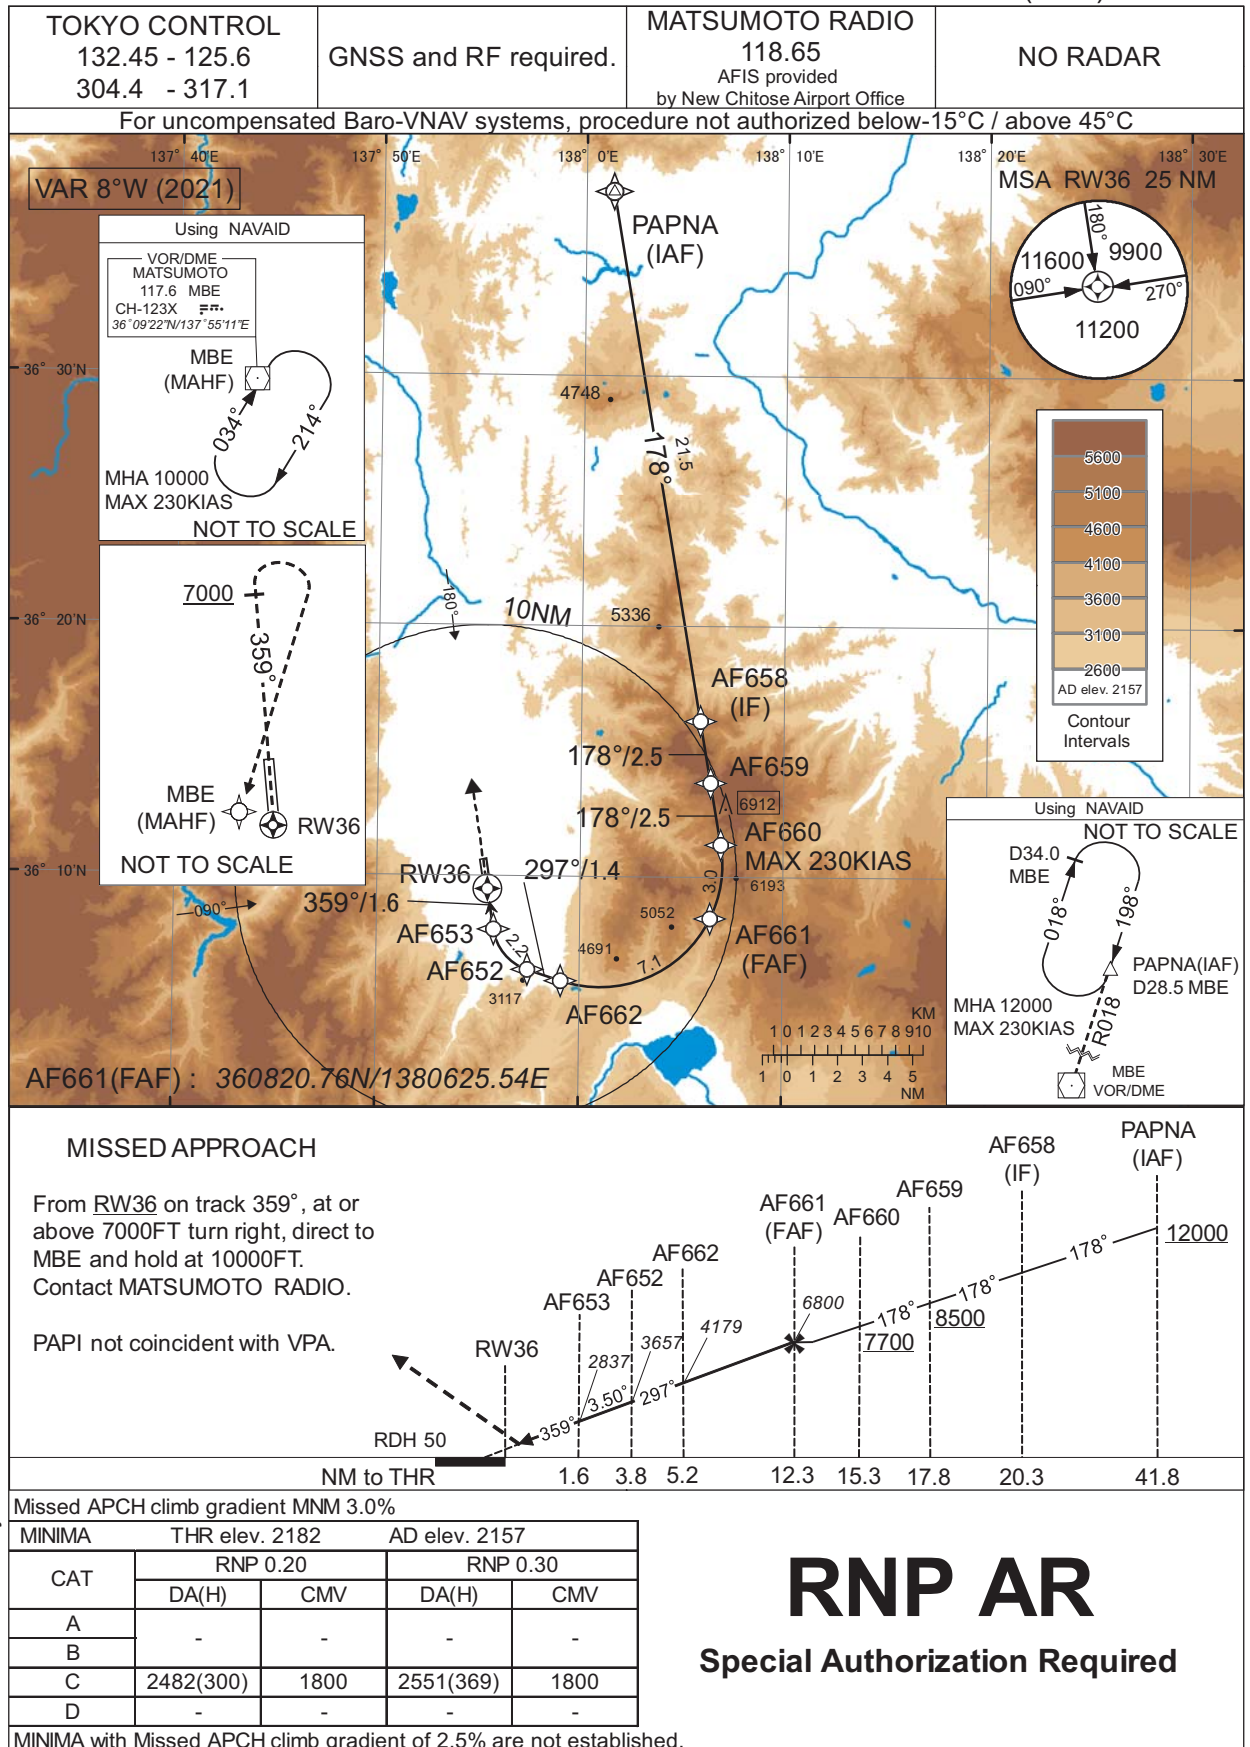 TOKYO CONTROL
132.45 - 125.6
304.4 - 317.1
GNSS and RF required.
MATSUMOTO RADIO
118.65
AFIS provided
by New Chitose Airport Office
NO RADAR
For uncompensated Baro-VNAV systems, procedure not authorized below-15°C / above 45°C
137° 40'E
137° 50'E
138° 0'E
138° 10'E
138° 20'E
138° 30'E
VAR 8°W (2021)
Using NAVAID
VOR/DME
MATSUMOTO
117.6 MBE
CH-123X
36°09'22"N/137°55'11"E
MBE
(MAHF)
034°
214°
MHA 10000
MAX 230KIAS
NOT TO SCALE
PAPNA
(IAF)
MSA RW36 25 NM
180°
11600
9900
090°
270°
11200
36° 30'N
4748
178°
21.5
5600
5100
4600
4100
3600
3100
2600
AD elev. 2157
Contour
Intervals
7000
359°
MBE
(MAHF)
RW36
NOT TO SCALE
36° 20'N
180°
10NM
5336
AF658
(IF)
178°/2.5
AF659
6912
178°/2.5
AF660
MAX 230KIAS
36° 10'N
RW36
297°/1.4
3.0
6193
090°
359°/1.6
5052
AF653
2.2
4691
AF661
(FAF)
AF652
7.1
3117
AF662
Using NAVAID
NOT TO SCALE
D34.0
MBE
018°
198°
PAPNA(IAF)
D28.5 MBE
MHA 12000
MAX 230KIAS
R018
MBE
VOR/DME
KM
1 0 1 2 3 4 5 6 7 8 9 10
1 0 1 2 3 4 5
NM
AF661(FAF) : 360820.76N/1380625.54E
MISSED APPROACH
From RW36 on track 359°, at or
above 7000FT turn right, direct to
MBE and hold at 10000FT.
Contact MATSUMOTO RADIO.
PAPI not coincident with VPA.
PAPNA
(IAF)
AF658
(IF)
AF659
AF661
(FAF)
AF660
AF662
AF652
AF653
RW36
12000
178°
178°
178°
8500
7700
6800
4179
3657
2837
297°
3.50°
359°
RDH 50
NM to THR
1.6
3.8
5.2
12.3
15.3
17.8
20.3
41.8
Missed APCH climb gradient MNM 3.0%
MINIMA THR elev. 2182 AD elev. 2157
CAT RNP 0.20 RNP 0.30
DA(H) CMV DA(H) CMV
A
- - - -
B
C 2482(300) 1800 2551(369) 1800
D - - - -
MINIMA with Missed APCH climb gradient of 2.5% are not established.
RNP AR
Special Authorization Required